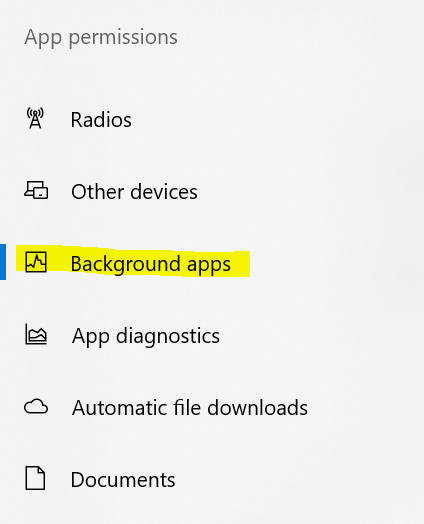 App permissions
Radios
Other devices
Background apps
App diagnostics
Automatic file downloads
Documents